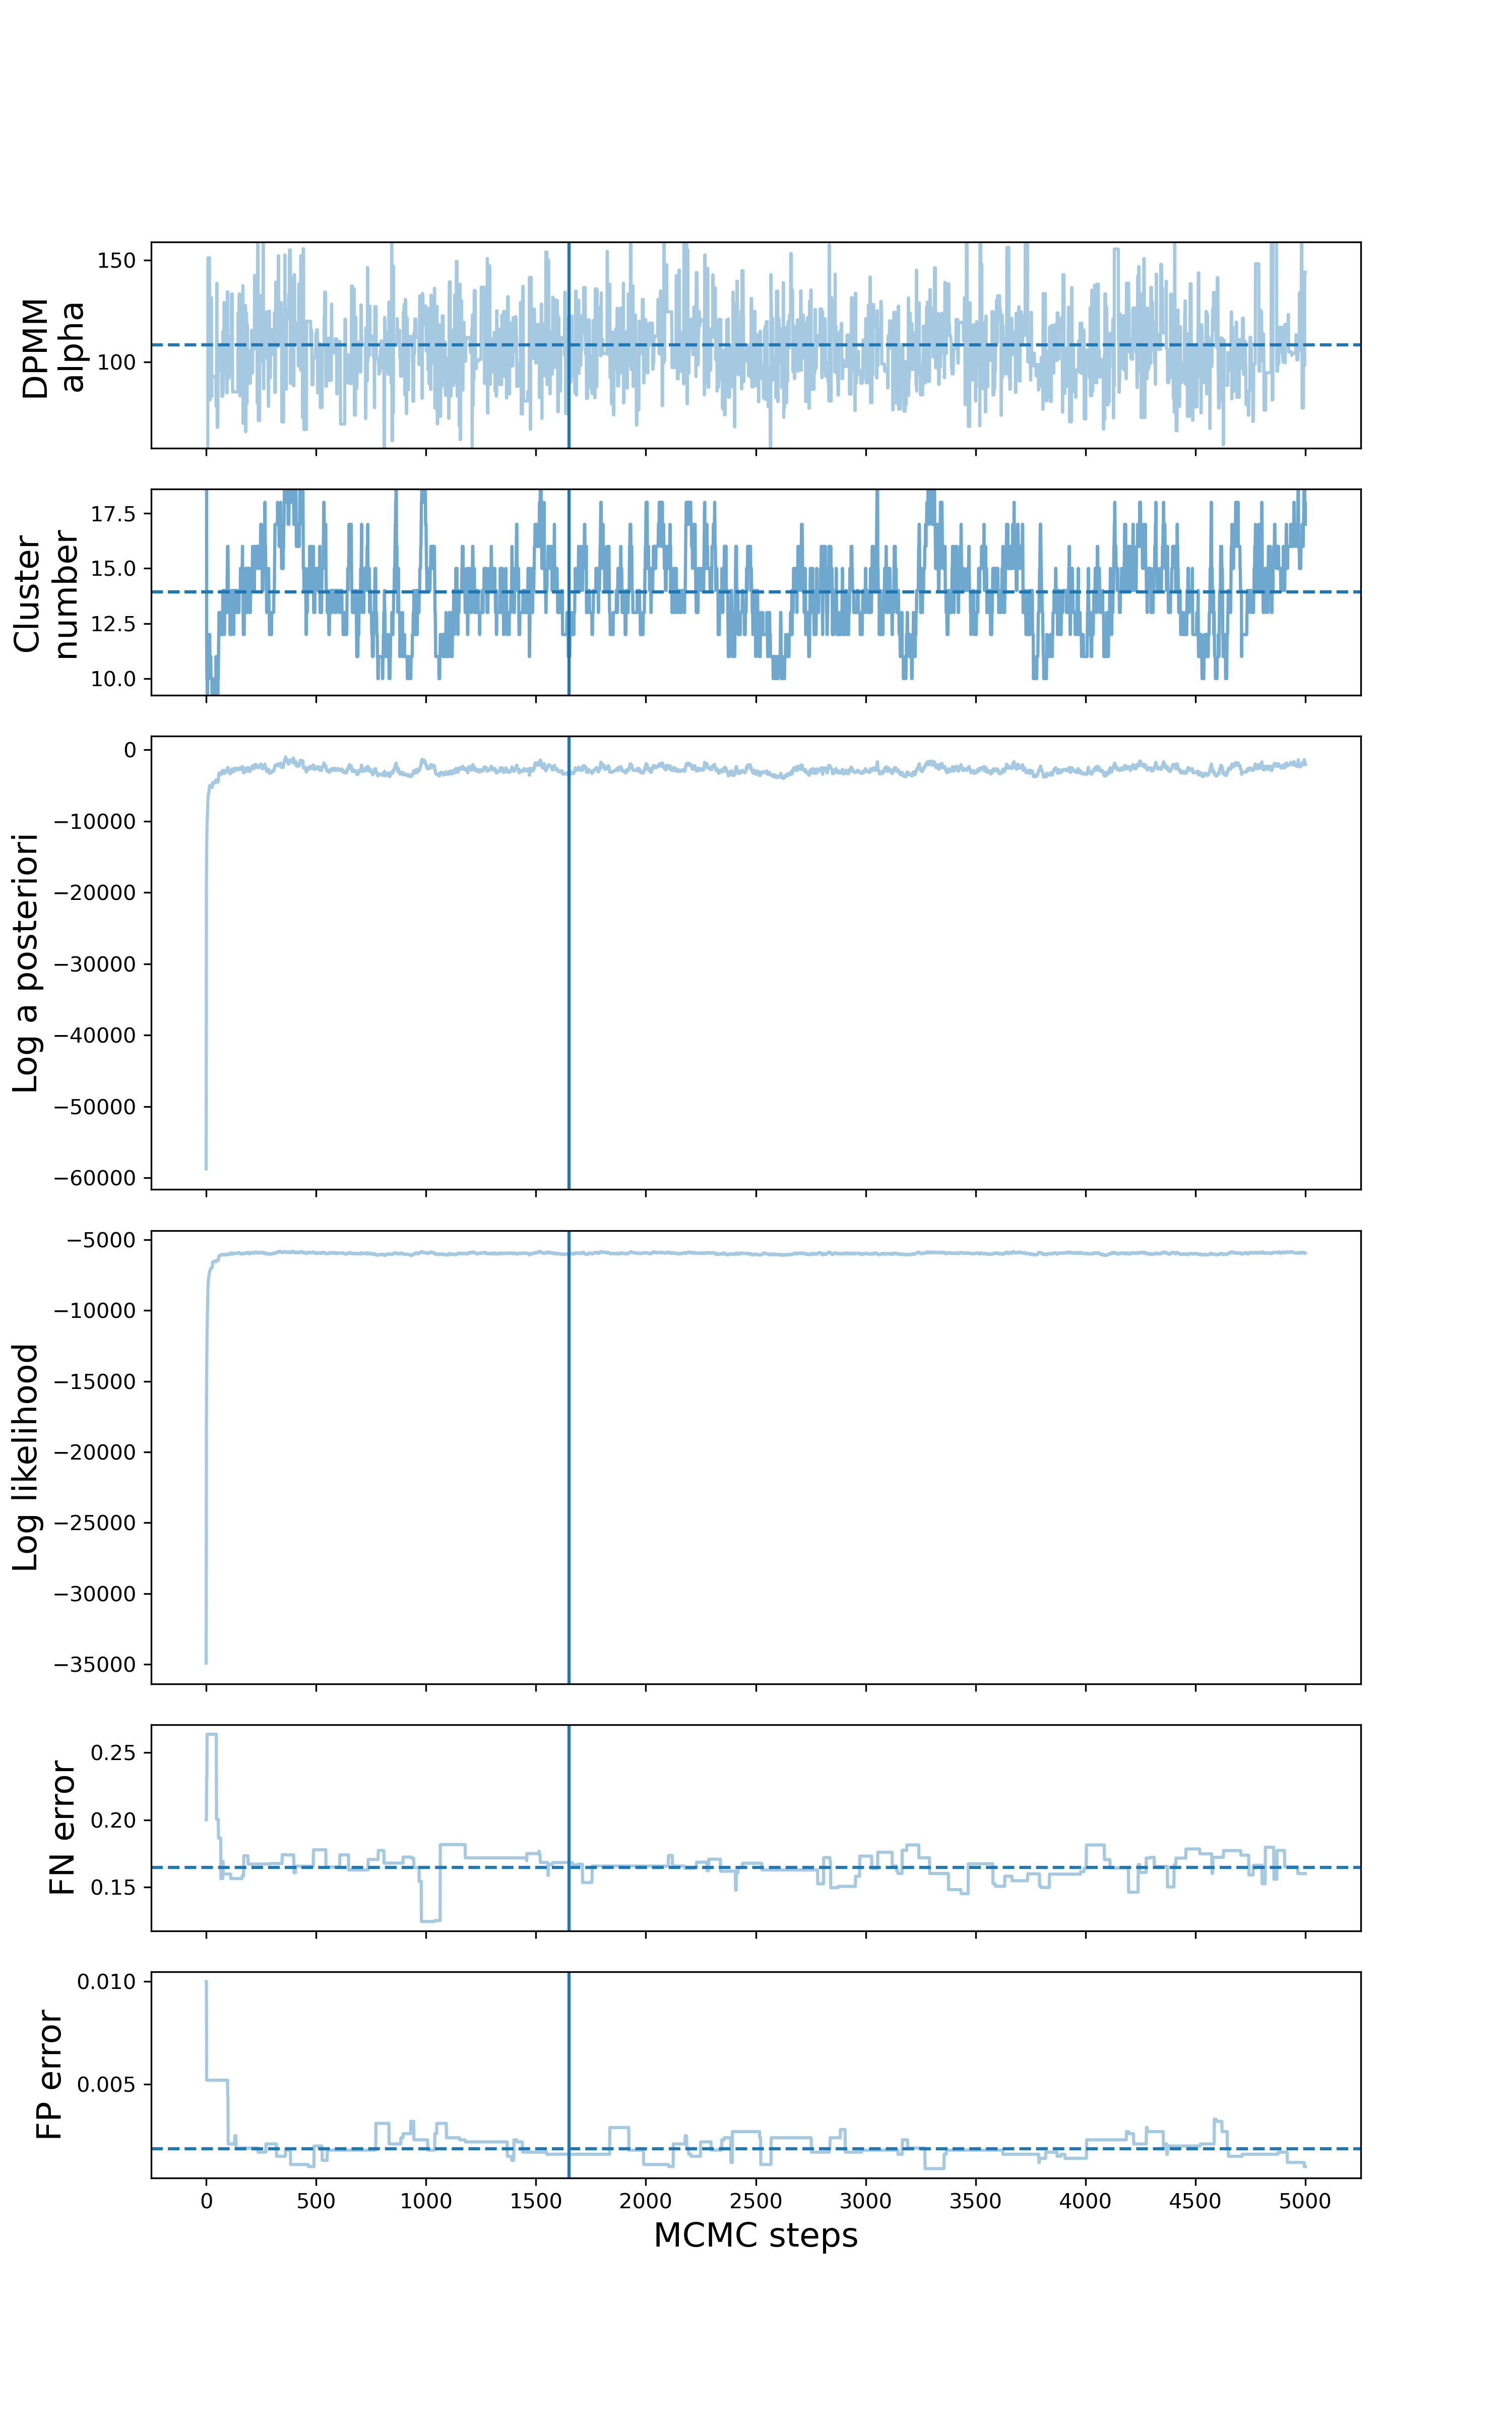 DPMM
alpha
150
100
Cluster
number
17.5
15.0
12.5
10.0
Log a posteriori
0
−10000
−20000
−30000
−40000
−50000
−60000
Log likelihood
−5000
−10000
−15000
−20000
−25000
−30000
−35000
FN error
0.25
0.20
0.15
FP error
0.010
0.005
0 500 1000 1500 2000 2500 3000 3500 4000 4500 5000
MCMC steps